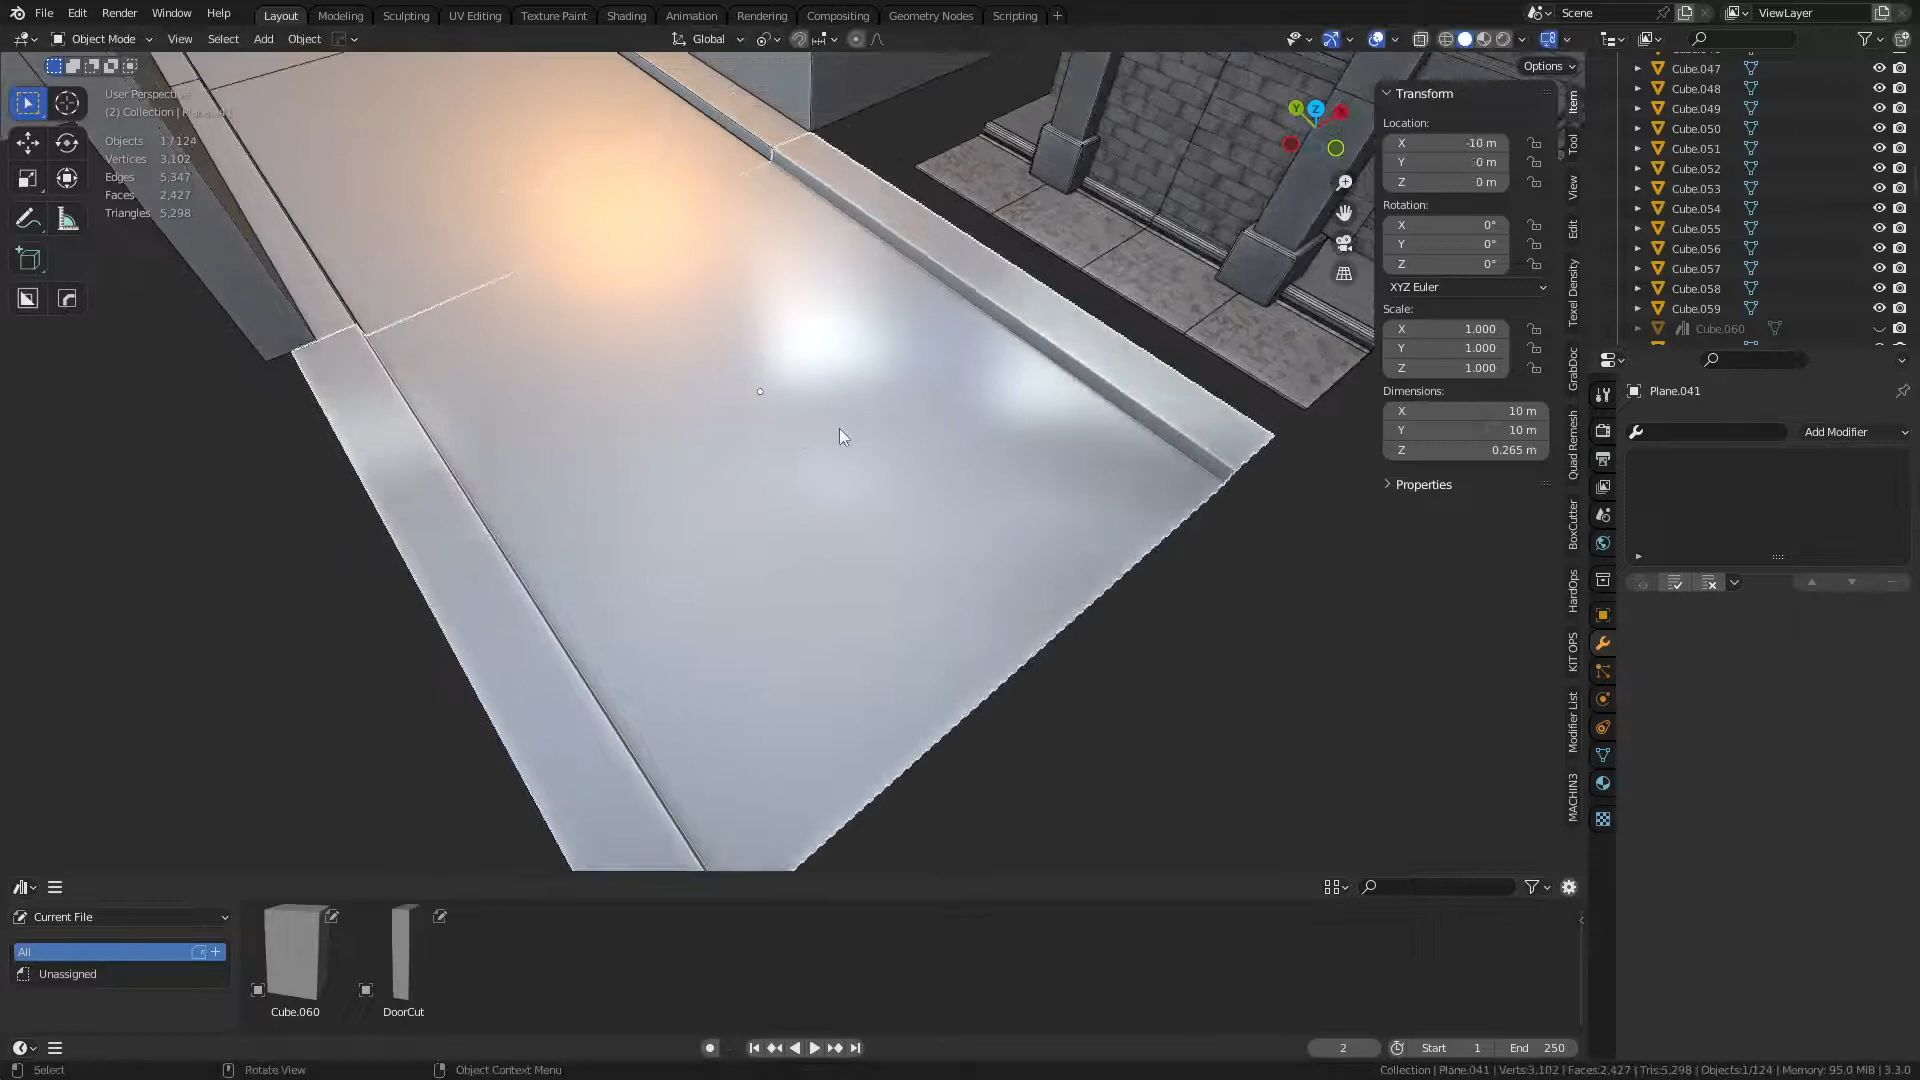 File Edit Render Window Help Layout Modeling Sculpting UV Editing Texture Paint Shading Animation Rendering Compositing Geometry Nodes Scripting + Scene ViewLayer
Object Mode View Select Add Object Global
Options
User Perspective
(2) Collection |
Objects 1/124
Vertices 3,102
Edges 5,347
Faces 2,427
Triangles 5,298
Y Z X
Transform
Location:
X -10 m
Y 0 m
Z 0 m
Rotation:
X 0°
Y 0°
Z 0°
XYZ Euler
Scale:
X 1.000
Y 1.000
Z 1.000
Dimensions:
X 10 m
Y 10 m
Z 0.265 m
Properties
Item
Tool
View
Edit
Texel Density
GrabDoc
Quad Remesh
BoxCutter
HardOps
KIT OPS
Modifier List
MACHIN3
Cube.047
Cube.048
Cube.049
Cube.050
Cube.051
Cube.052
Cube.053
Cube.054
Cube.055
Cube.056
Cube.057
Cube.058
Cube.059
Cube.060
Plane.041
Add Modifier
Current File
All
Unassigned
Cube.060
DoorCut
2 Start 1 End 250
Select Rotate View Object Context Menu
Collection | Plane.041 | Verts:3,102 | Faces:2,427 | Tris:5,298 | Objects:1/124 | Memory: 95.0 MiB | 3.3.0